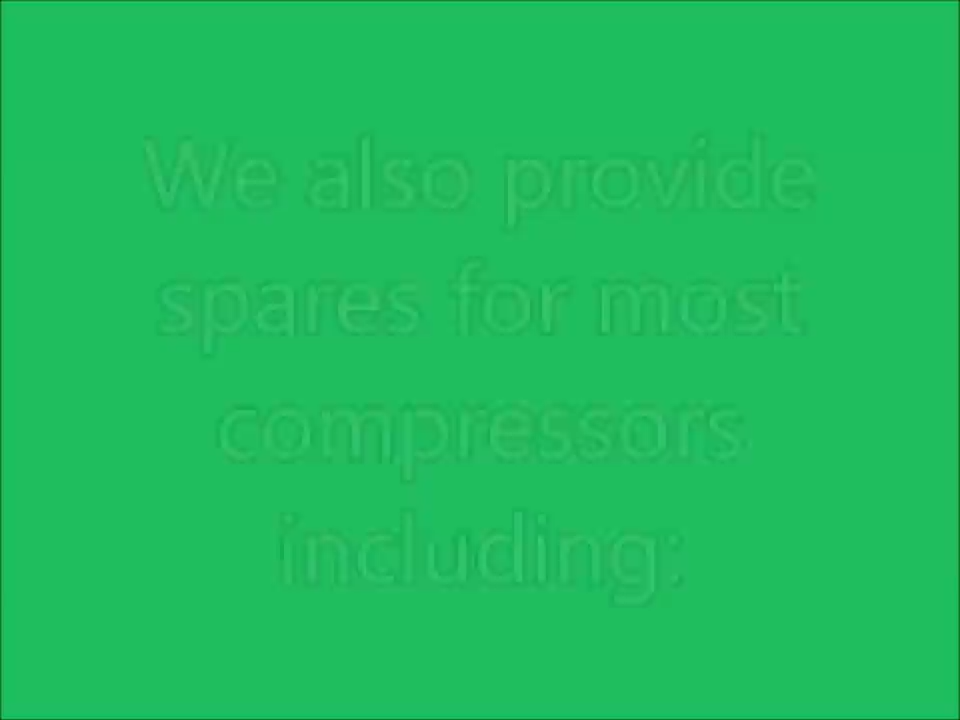 We also provide
spares for most
compressors
including: